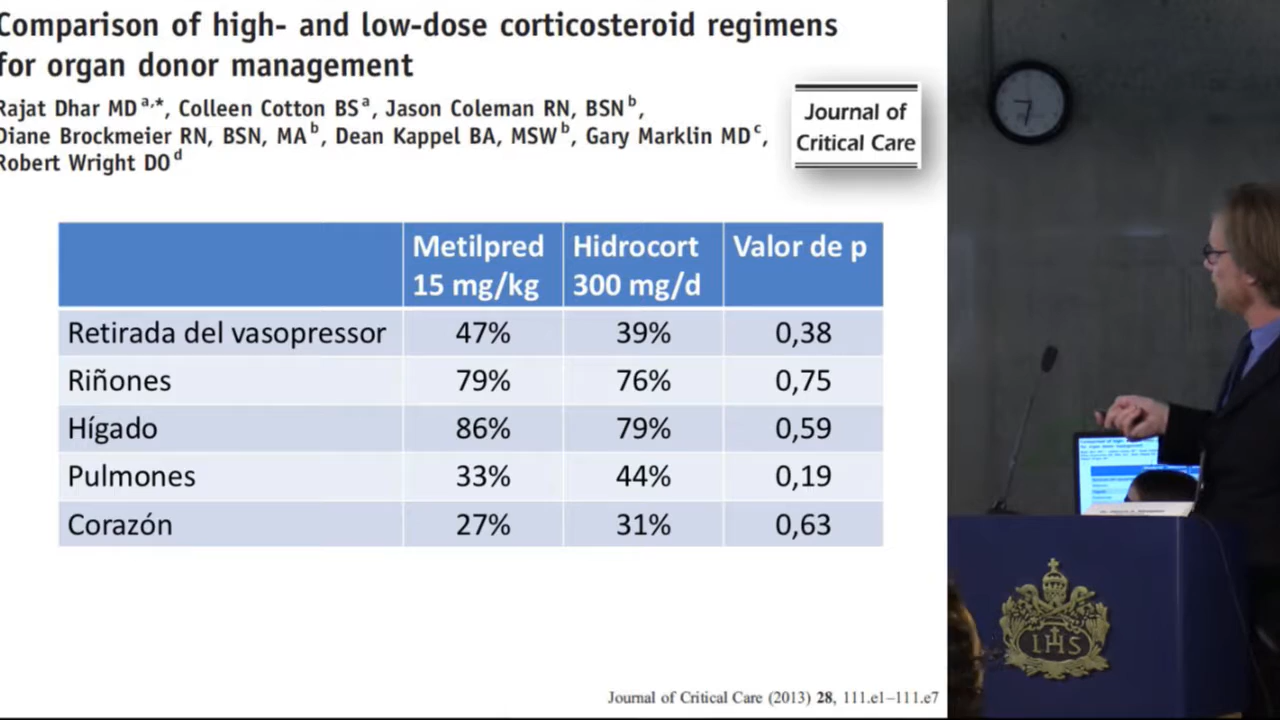 Comparison of high- and low-dose corticosteroid regimens
for organ donor management
Rajat Dhar MD a,*, Colleen Cotton BS a, Jason Coleman RN, BSN b,
Diane Brockmeier RN, BSN, MA b, Dean Kappel BA, MSW b, Gary Marklin MD c,
Robert Wright DO d
Journal of
Critical Care
Metilpred 15 mg/kg Hidrocort 300 mg/d Valor de p
Retirada del vasopressor 47% 39% 0,38
Riñones 79% 76% 0,75
Hígado 86% 79% 0,59
Pulmones 33% 44% 0,19
Corazón 27% 31% 0,63
Journal of Critical Care (2013) 28, 111.e1–111.e7
IHS